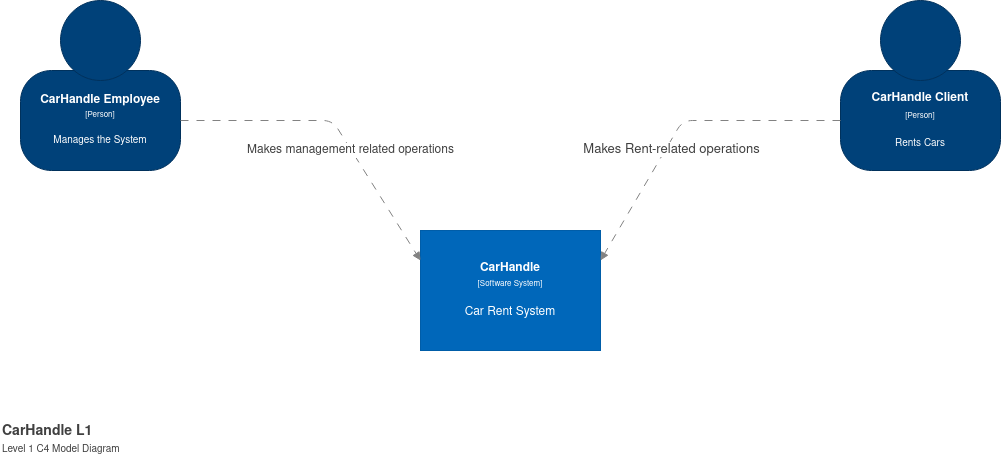 CarHandle Employee
[Person]
Manages the System
CarHandle Client
[Person]
Rents Cars
Makes management related operations
Makes Rent-related operations
CarHandle
[Software System]
Car Rent System
CarHandle L1
Level 1 C4 Model Diagram